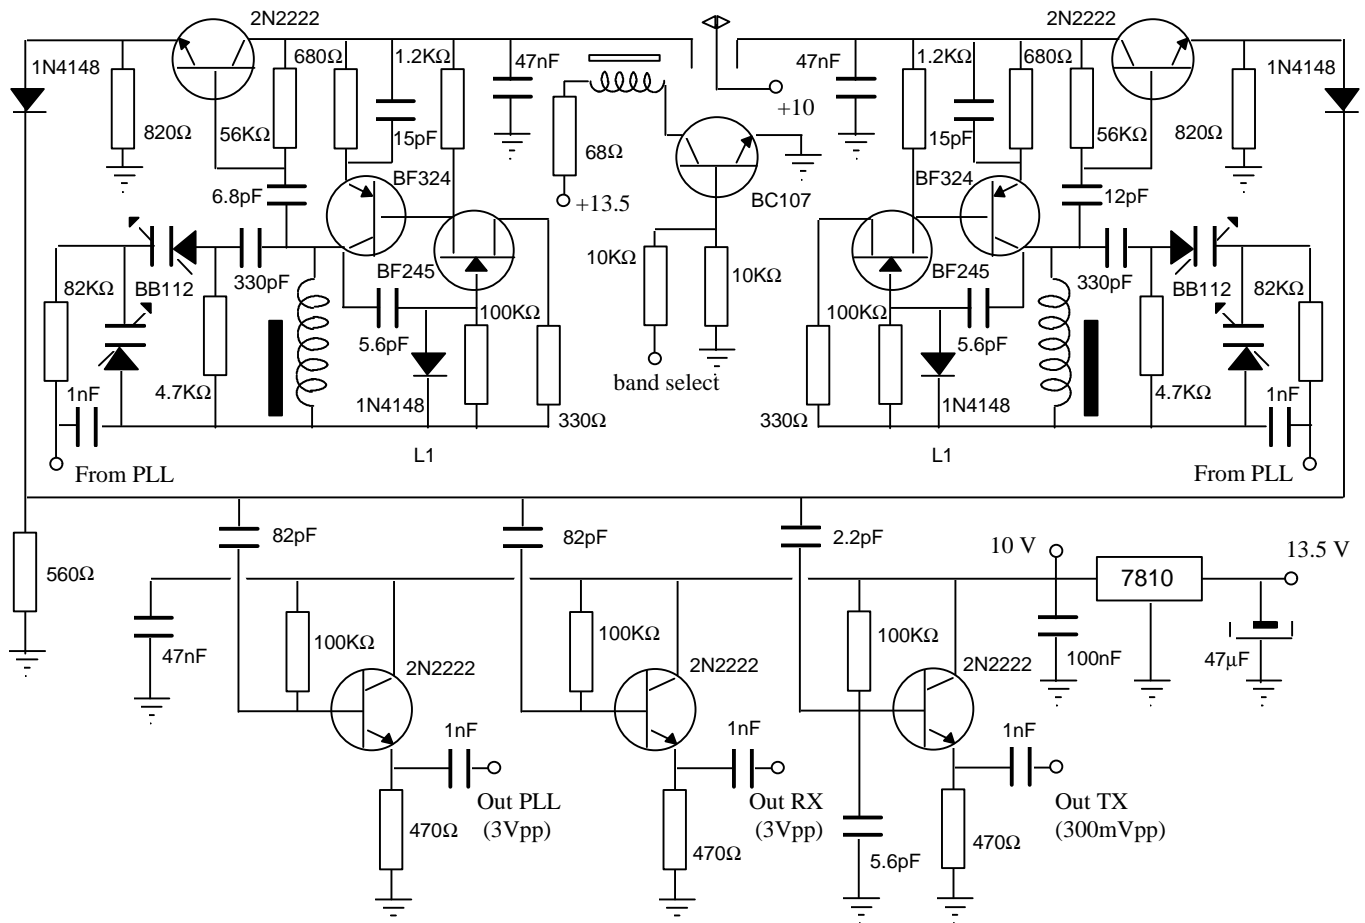 2N2222
2N2222
1N4148
680Ω
1.2KΩ
47nF
47nF
1.2KΩ
680Ω
1N4148
+10
820Ω
56KΩ
15pF
68Ω
15pF
56KΩ
820Ω
BF324
BF324
6.8pF
+13.5
BC107
12pF
10KΩ
10KΩ
82KΩ
BB112
330pF
BF245
BF245
330pF
BB112
82KΩ
100KΩ
100KΩ
5.6pF
5.6pF
band select
1nF
4.7KΩ
1N4148
330Ω
330Ω
1N4148
4.7KΩ
1nF
L1
L1
From PLL
From PLL
82pF
82pF
2.2pF
10 V
13.5 V
560Ω
7810
100KΩ
100KΩ
100KΩ
47nF
100nF
47μF
2N2222
2N2222
2N2222
1nF
1nF
1nF
Out PLL
(3Vpp)
Out RX
(3Vpp)
Out TX
(300mVpp)
470Ω
470Ω
470Ω
5.6pF